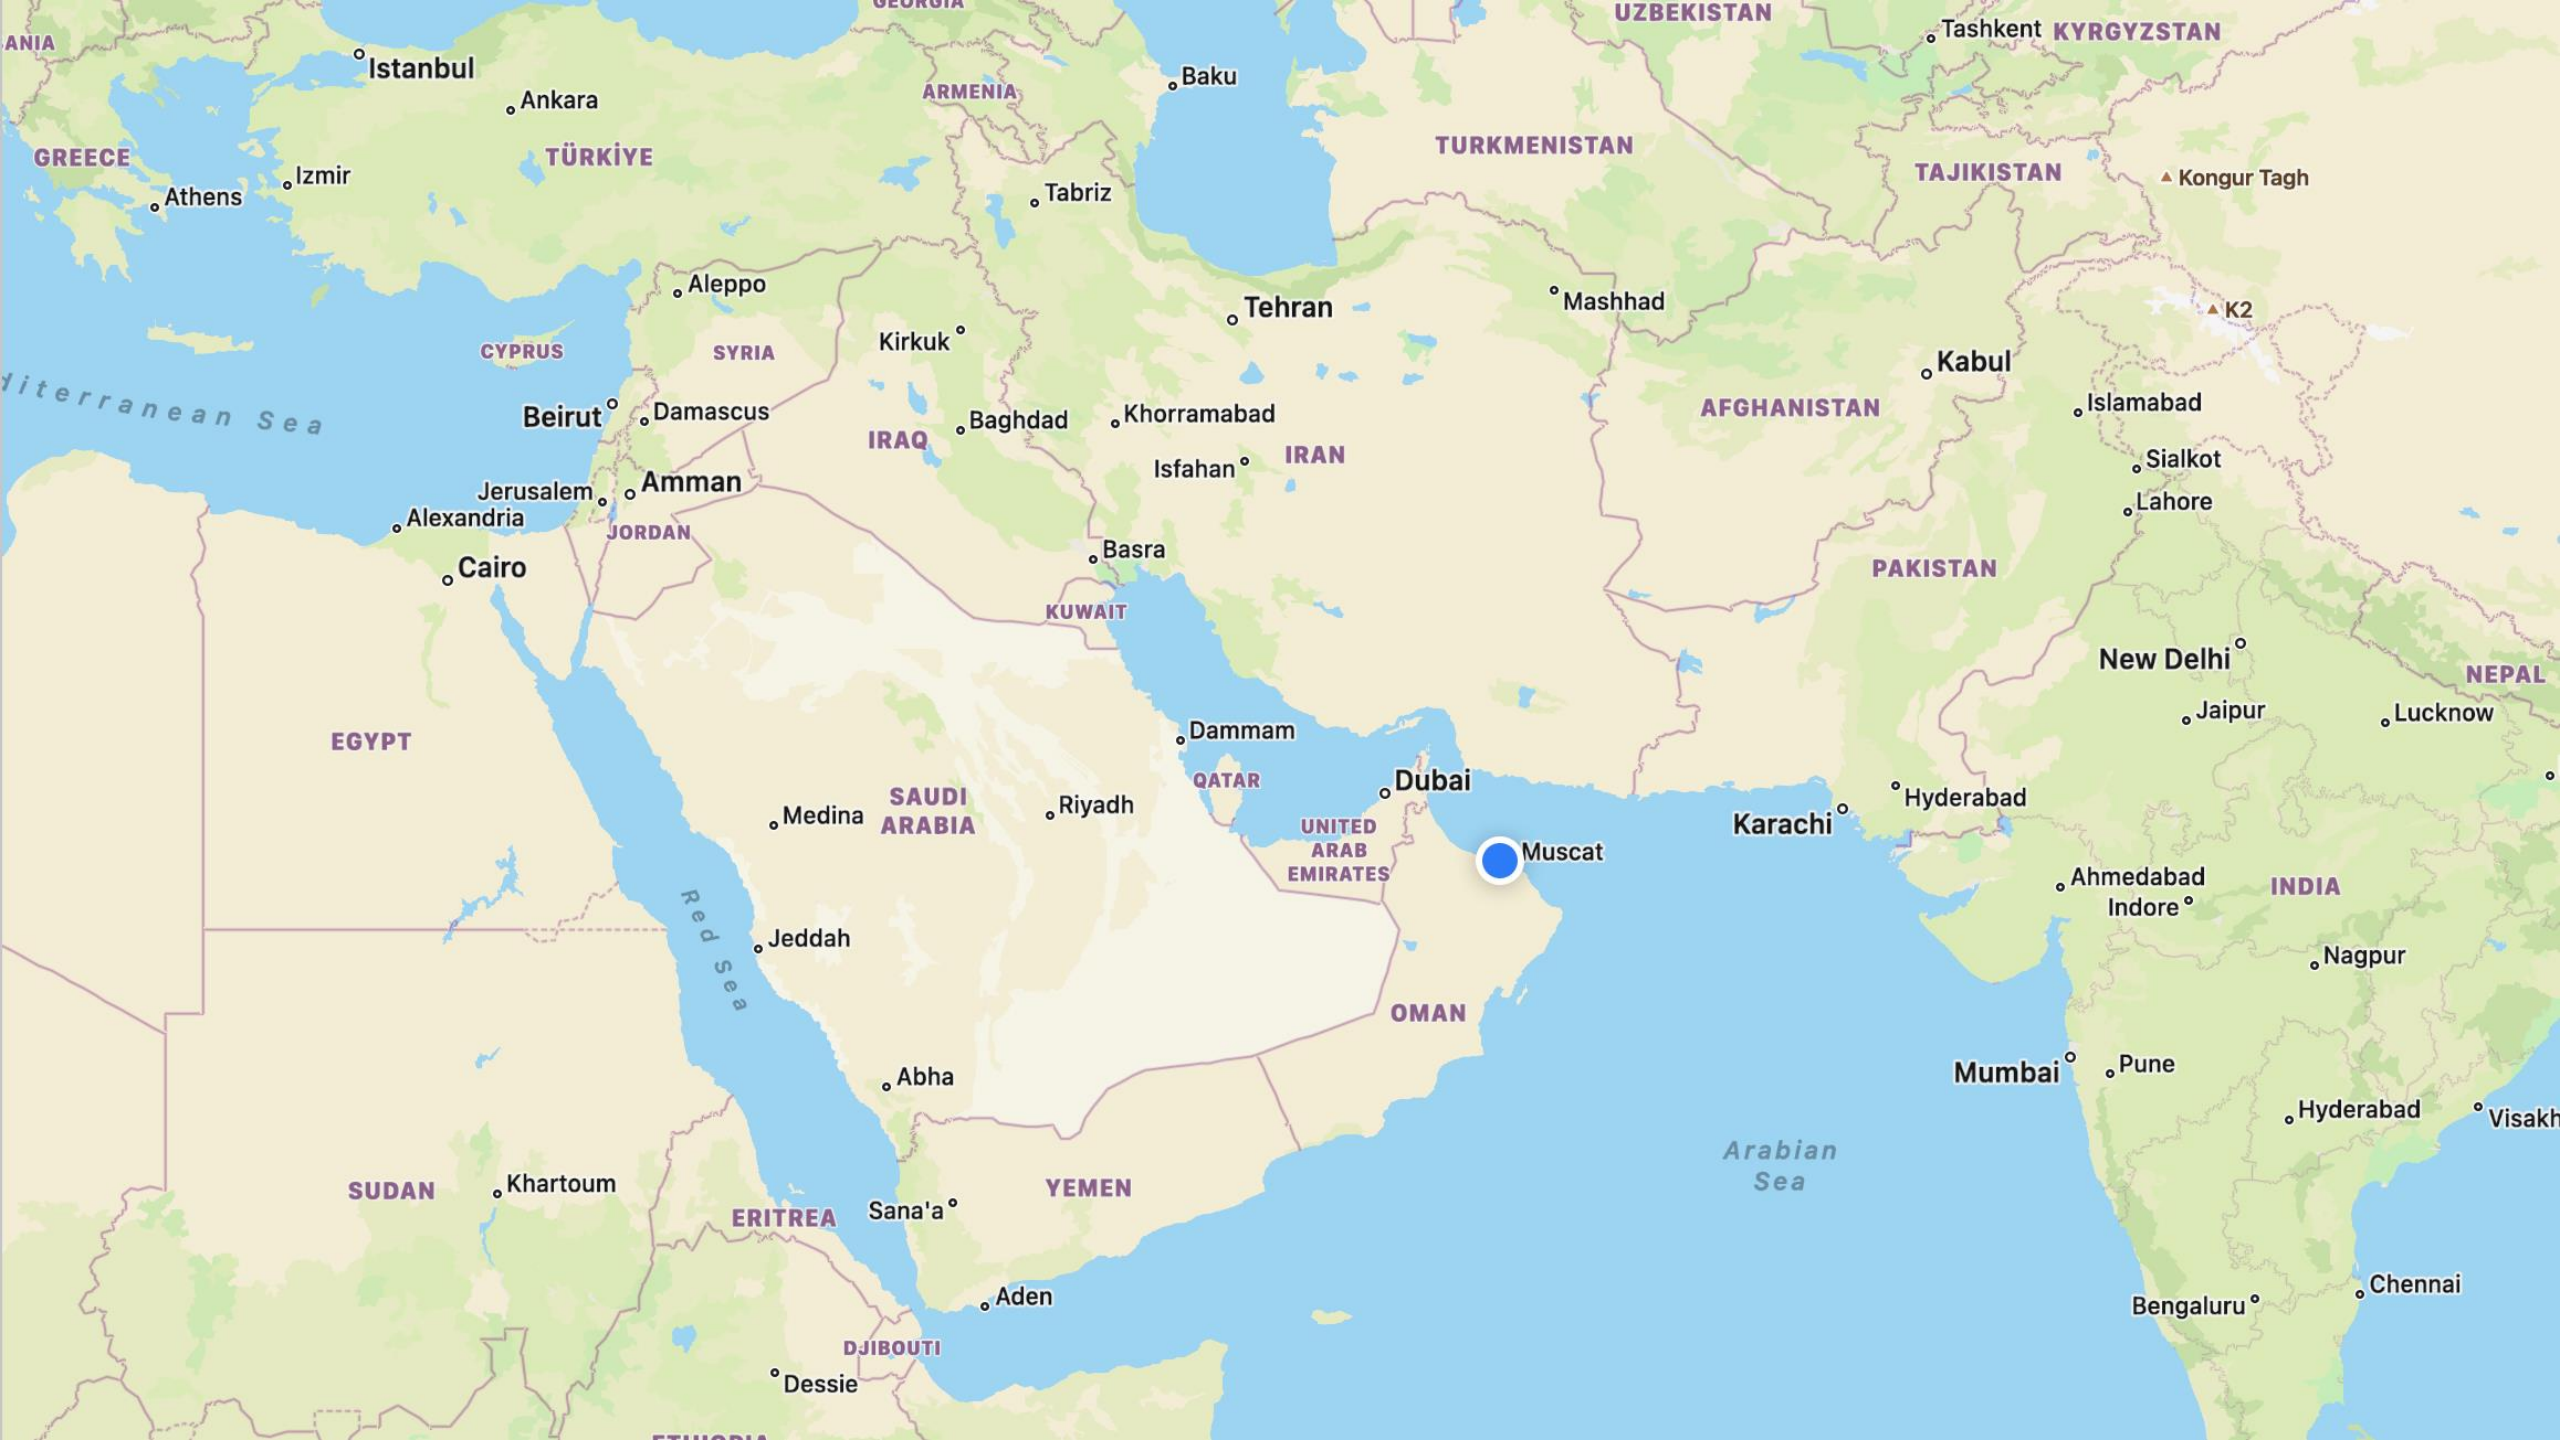 GEORGIA
UZBEKISTAN
Tashkent
KYRGYZSTAN
ANIA
Istanbul
Baku
ARMENIA
Ankara
TURKMENISTAN
GREECE
TÜRKİYE
TAJIKISTAN
Kongur Tagh
Izmir
Athens
Tabriz
Aleppo
Mashhad
Tehran
K2
Kirkuk
CYPRUS
SYRIA
Kabul
diterranean Sea
Beirut
Damascus
Baghdad
Khorramabad
AFGHANISTAN
Islamabad
IRAQ
Isfahan
IRAN
Sialkot
Jerusalem
Amman
Lahore
Alexandria
JORDAN
Basra
Cairo
PAKISTAN
KUWAIT
New Delhi
NEPAL
Jaipur
Lucknow
EGYPT
Dammam
QATAR
Dubai
Hyderabad
Medina
SAUDI
ARABIA
Riyadh
UNITED
ARAB
EMIRATES
Karachi
Muscat
Ahmedabad
Indore
INDIA
Red Sea
Jeddah
Nagpur
OMAN
Abha
Mumbai
Pune
Hyderabad
Visakh
Arabian
Sea
SUDAN
Khartoum
YEMEN
Sana'a
ERITREA
Aden
Chennai
Bengaluru
DJIBOUTI
Dessie
ETHIOPIA